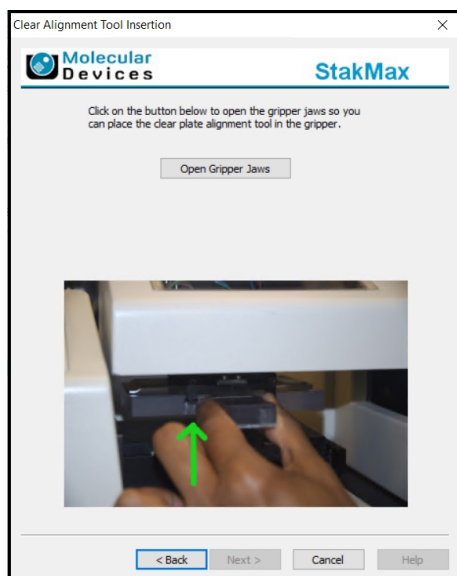 Clear Alignment Tool Insertion
Molecular
Devices
StakMax
Click on the button below to open the gripper jaws so you
can place the clear plate alignment tool in the gripper.
Open Gripper Jaws
< Back Next > Cancel Help